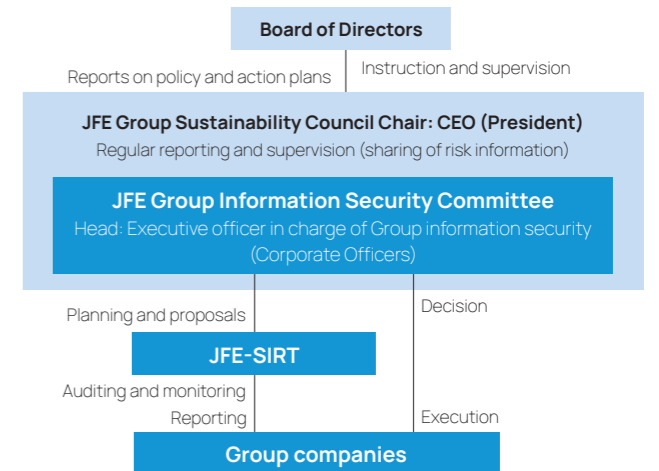 Board of Directors
Reports on policy and action plans
Instruction and supervision
JFE Group Sustainability Council Chair: CEO (President)
Regular reporting and supervision (sharing of risk information)
JFE Group Information Security Committee
Head: Executive officer in charge of Group information security
(Corporate Officers)
Planning and proposals
Decision
JFE-SIRT
Auditing and monitoring
Reporting
Execution
Group companies